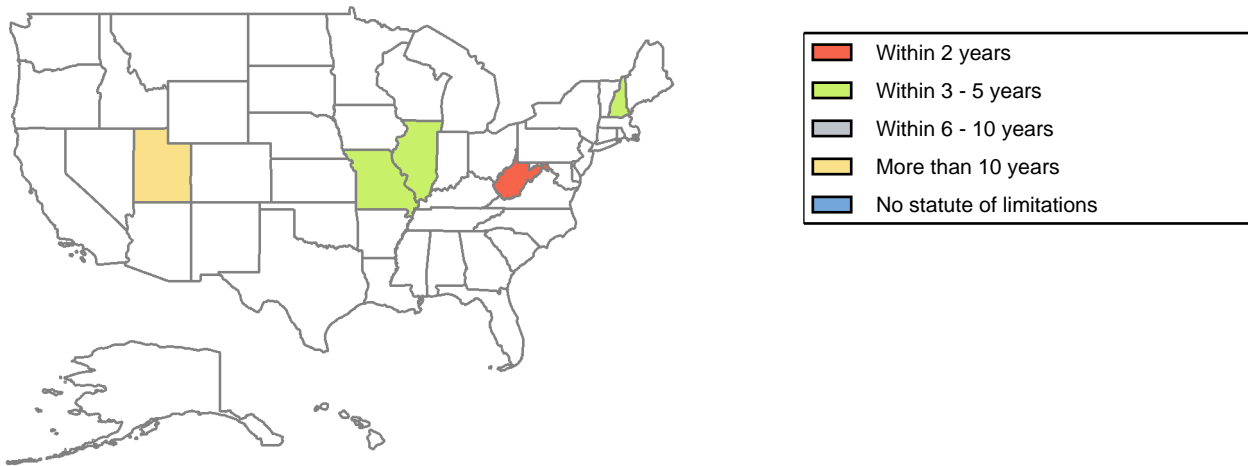 Within 2 years
Within 3 - 5 years
Within 6 - 10 years
More than 10 years
No statute of limitations